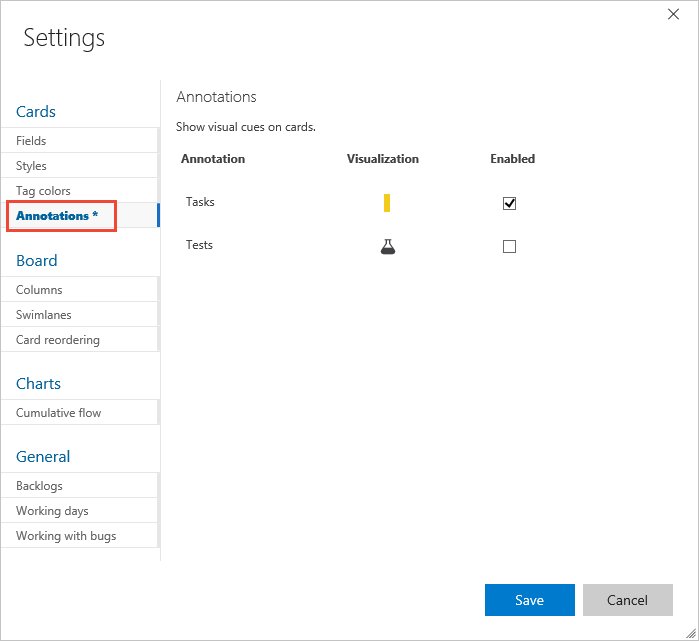 Settings
Cards
Fields
Styles
Tag colors
Annotations *
Board
Columns
Swimlanes
Card reordering
Charts
Cumulative flow
General
Backlogs
Working days
Working with bugs
Annotations
Show visual cues on cards.
Annotation Visualization Enabled
Tasks
Tests
Save Cancel